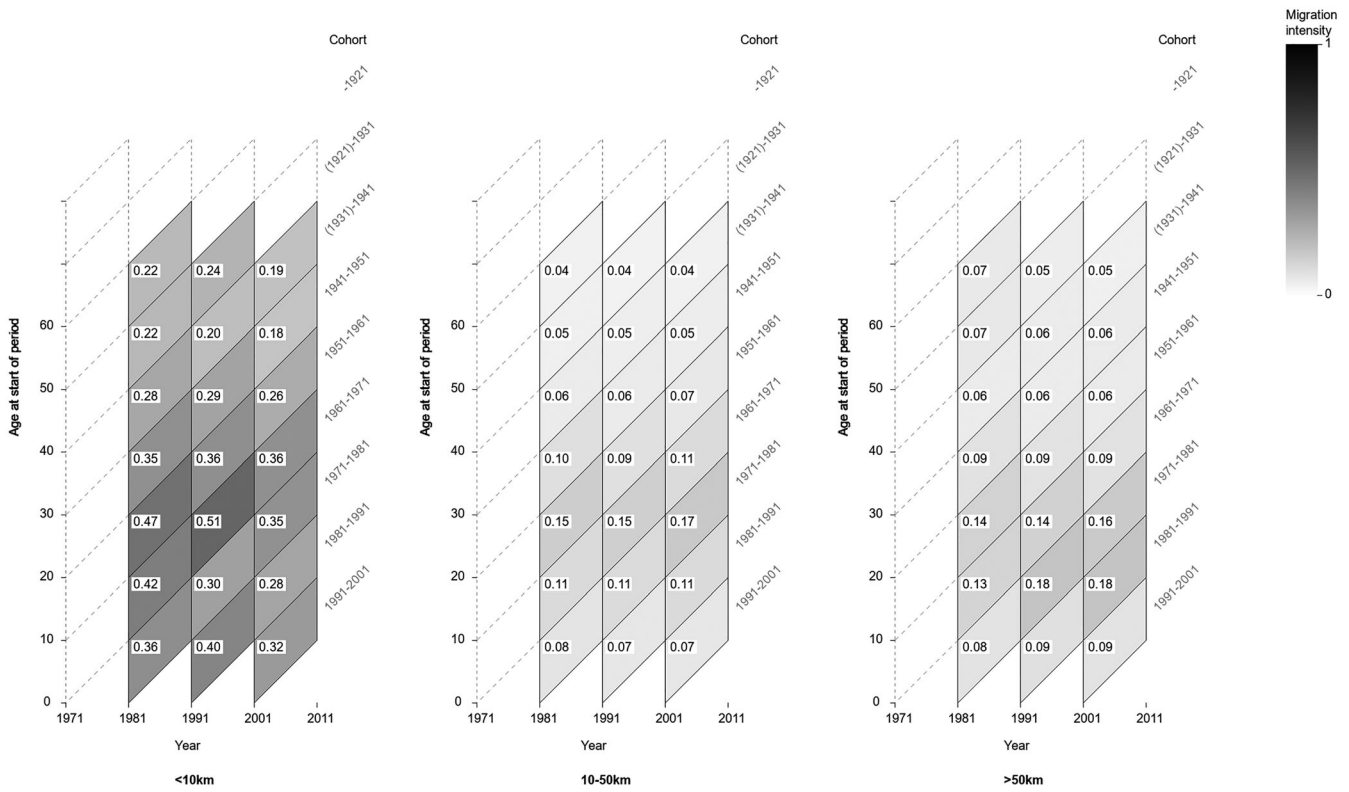 Migration
intensity
1
0
Cohort
-1921
(1921)-1931
(1931)-1941
1941-1951
1951-1961
1961-1971
1971-1981
1981-1991
1991-2001
Age at start of period
60
50
40
30
20
10
0
0.22 0.24 0.19
0.22 0.20 0.18
0.28 0.29 0.26
0.35 0.36 0.36
0.47 0.51 0.35
0.42 0.30 0.28
0.36 0.40 0.32
1971 1981 1991 2001 2011
Year
<10km
Cohort
-1921
(1921)-1931
(1931)-1941
1941-1951
1951-1961
1961-1971
1971-1981
1981-1991
1991-2001
Age at start of period
60
50
40
30
20
10
0
0.04 0.04 0.04
0.05 0.05 0.05
0.06 0.06 0.07
0.10 0.09 0.11
0.15 0.15 0.17
0.11 0.11 0.11
0.08 0.07 0.07
1971 1981 1991 2001 2011
Year
10-50km
Cohort
-1921
(1921)-1931
(1931)-1941
1941-1951
1951-1961
1961-1971
1971-1981
1981-1991
1991-2001
Age at start of period
60
50
40
30
20
10
0
0.07 0.05 0.05
0.07 0.06 0.06
0.06 0.06 0.06
0.09 0.09 0.09
0.14 0.14 0.16
0.13 0.18 0.18
0.08 0.09 0.09
1971 1981 1991 2001 2011
Year
>50km